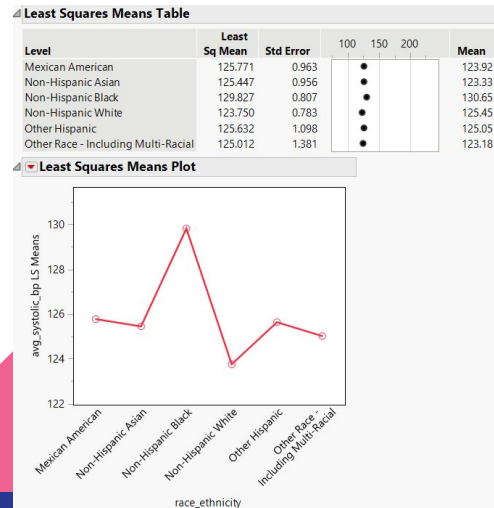 Least Squares Means Table
Level Least Sq Mean Std Error 100 150 200 Mean
Mexican American 125.771 0.963 123.92
Non-Hispanic Asian 125.447 0.956 123.33
Non-Hispanic Black 129.827 0.807 130.65
Non-Hispanic White 123.750 0.783 125.45
Other Hispanic 125.632 1.098 125.05
Other Race - Including Multi-Racial 125.012 1.381 123.18
Least Squares Means Plot
avg_systolic_bp LS Means
130
128
126
124
122
Mexican American
Non-Hispanic Asian
Non-Hispanic Black
Non-Hispanic White
Other Hispanic
Other Race -
Including Multi-Racial
race_ethnicity